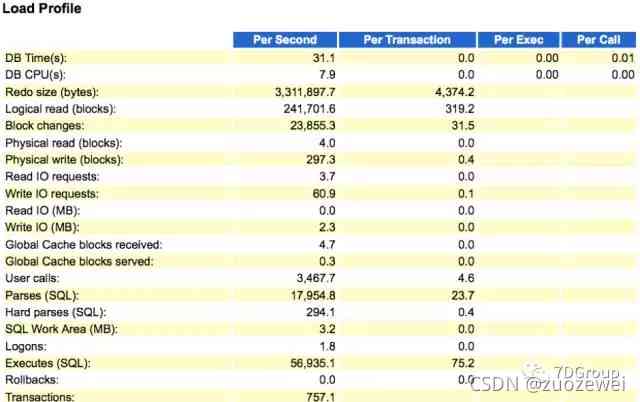 Load Profile
Per Second Per Transaction Per Exec Per Call
DB Time(s): 31.1 0.0 0.00 0.01
DB CPU(s): 7.9 0.0 0.00 0.00
Redo size (bytes): 3,311,897.7 4,374.2
Logical read (blocks): 241,701.6 319.2
Block changes: 23,855.3 31.5
Physical read (blocks): 4.0 0.0
Physical write (blocks): 297.3 0.4
Read IO requests: 3.7 0.0
Write IO requests: 60.9 0.1
Read IO (MB): 0.0 0.0
Write IO (MB): 2.3 0.0
Global Cache blocks received: 4.7 0.0
Global Cache blocks served: 0.3 0.0
User calls: 3,467.7 4.6
Parses (SQL): 17,954.8 23.7
Hard parses (SQL): 294.1 0.4
SQL Work Area (MB): 3.2 0.0
Logons: 1.8 0.0
Executes (SQL): 56,935.1 75.2
Rollbacks: 0.0 0.0
7DGroup
CSDN @zuozewei
Transactions: 757.1